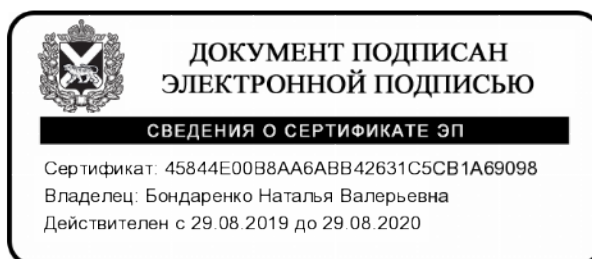 ДОКУМЕНТ ПОДПИСАН
ЭЛЕКТРОННОЙ ПОДПИСЬЮ
СВЕДЕНИЯ О СЕРТИФИКАТЕ ЭП
Сертификат: 45844E00B8AA6ABB42631C5CB1A69098
Владелец: Бондаренко Наталья Валерьевна
Действителен с 29.08.2019 до 29.08.2020